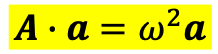 𝑨 · 𝒂 = 𝜔²𝒂